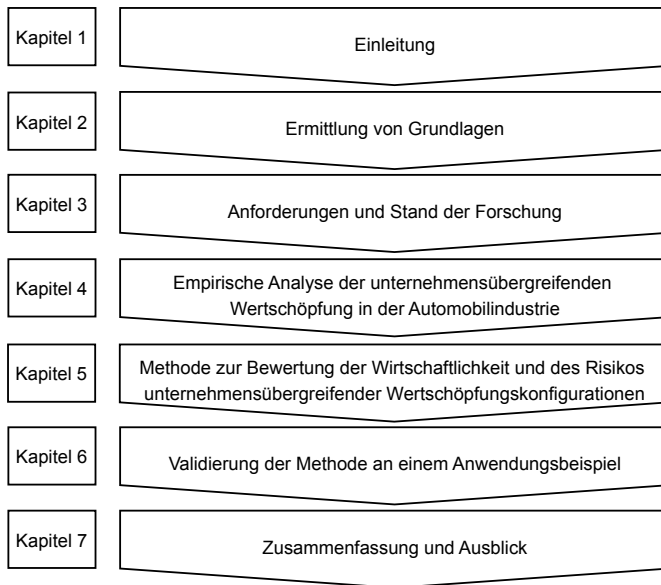 Kapitel 1
Einleitung
Kapitel 2
Ermittlung von Grundlagen
Kapitel 3
Anforderungen und Stand der Forschung
Kapitel 4
Empirische Analyse der unternehmensübergreifenden
Wertschöpfung in der Automobilindustrie
Kapitel 5
Methode zur Bewertung der Wirtschaftlichkeit und des Risikos
unternehmensübergreifender Wertschöpfungskonfigurationen
Kapitel 6
Validierung der Methode an einem Anwendungsbeispiel
Kapitel 7
Zusammenfassung und Ausblick